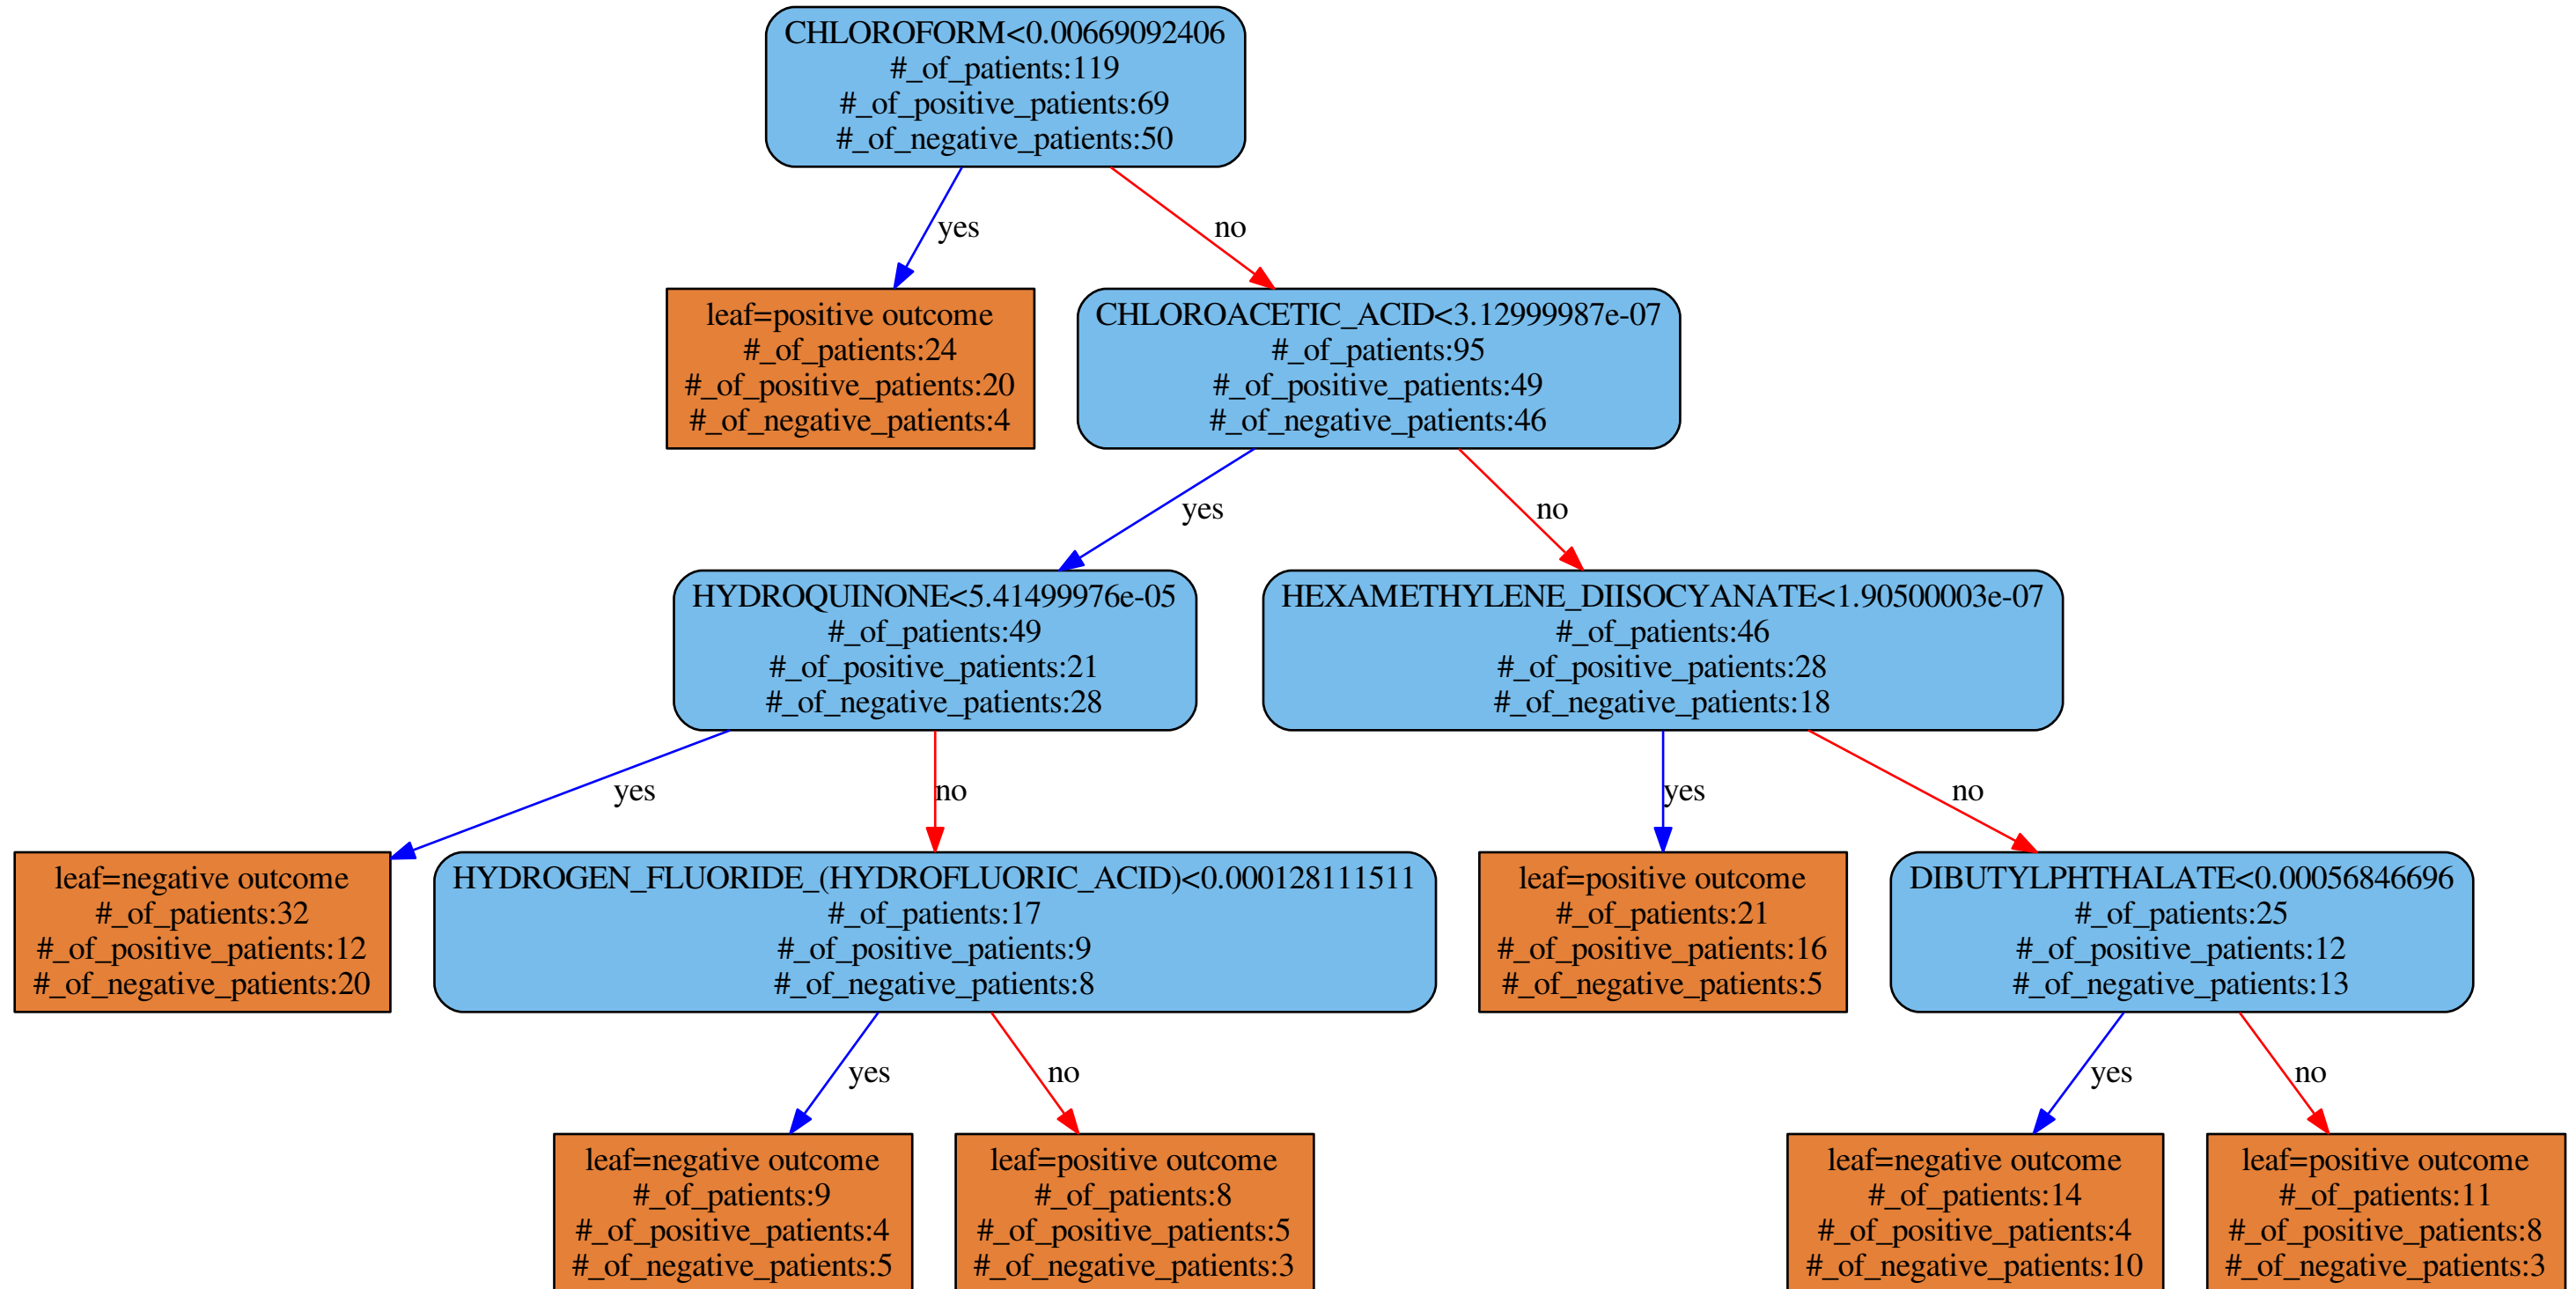 CHLOROFORM<0.00669092406
#_of_patients:119
#_of_positive_patients:69
#_of_negative_patients:50
yes
no
leaf=positive outcome
#_of_patients:24
#_of_positive_patients:20
#_of_negative_patients:4
CHLOROACETIC_ACID<3.12999987e-07
#_of_patients:95
#_of_positive_patients:49
#_of_negative_patients:46
yes
no
HYDROQUINONE<5.41499976e-05
#_of_patients:49
#_of_positive_patients:21
#_of_negative_patients:28
HEXAMETHYLENE_DIISOCYANATE<1.90500003e-07
#_of_patients:46
#_of_positive_patients:28
#_of_negative_patients:18
yes
no
yes
no
leaf=negative outcome
#_of_patients:32
#_of_positive_patients:12
#_of_negative_patients:20
HYDROGEN_FLUORIDE_(HYDROFLUORIC_ACID)<0.000128111511
#_of_patients:17
#_of_positive_patients:9
#_of_negative_patients:8
leaf=positive outcome
#_of_patients:21
#_of_positive_patients:16
#_of_negative_patients:5
DIBUTYLPHTHALATE<0.00056846696
#_of_patients:25
#_of_positive_patients:12
#_of_negative_patients:13
yes
no
yes
no
leaf=negative outcome
#_of_patients:9
#_of_positive_patients:4
#_of_negative_patients:5
leaf=positive outcome
#_of_patients:8
#_of_positive_patients:5
#_of_negative_patients:3
leaf=negative outcome
#_of_patients:14
#_of_positive_patients:4
#_of_negative_patients:10
leaf=positive outcome
#_of_patients:11
#_of_positive_patients:8
#_of_negative_patients:3